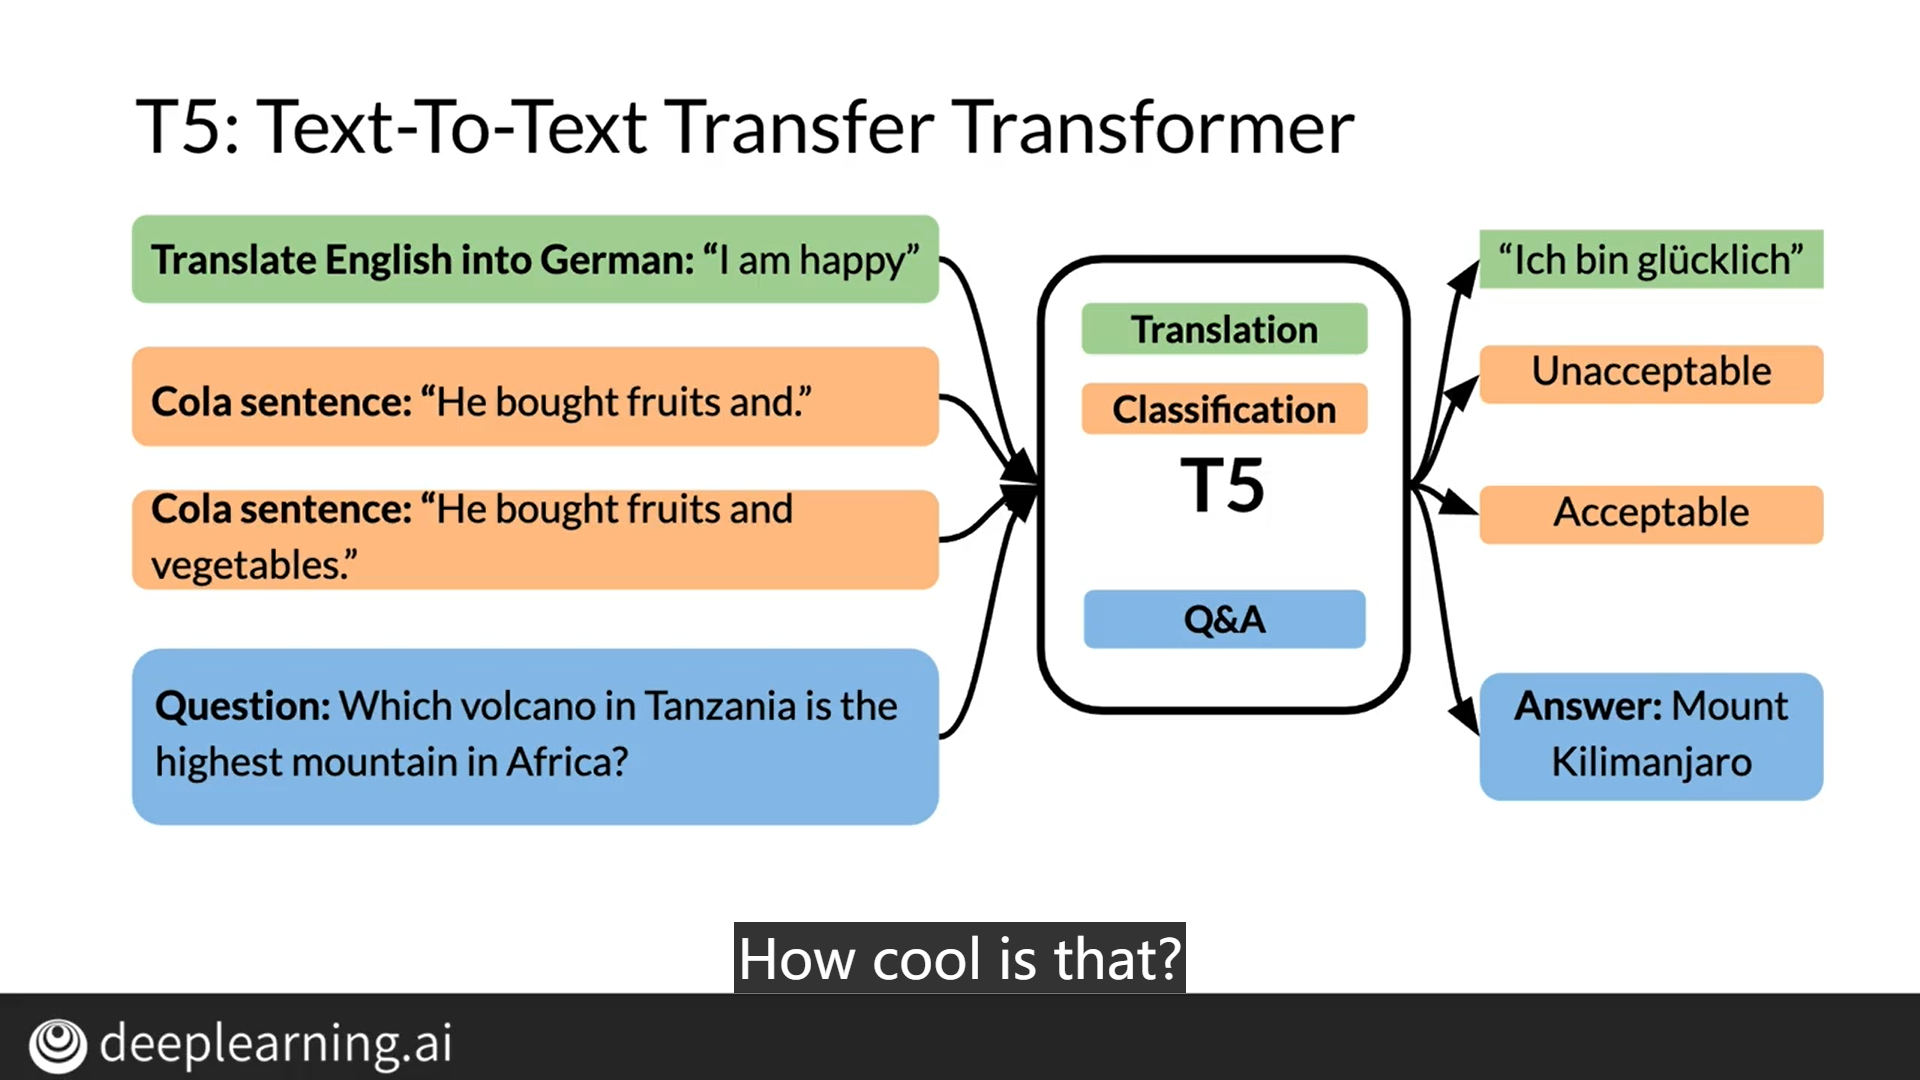 T5: Text-To-Text Transfer Transformer
Translate English into German: “I am happy”
Cola sentence: “He bought fruits and.”
Cola sentence: “He bought fruits and
vegetables.”
Question: Which volcano in Tanzania is the
highest mountain in Africa?
Translation
Classification
T5
Q&A
“Ich bin glücklich”
Unacceptable
Acceptable
Answer: Mount
Kilimanjaro
How cool is that?
deeplearning.ai